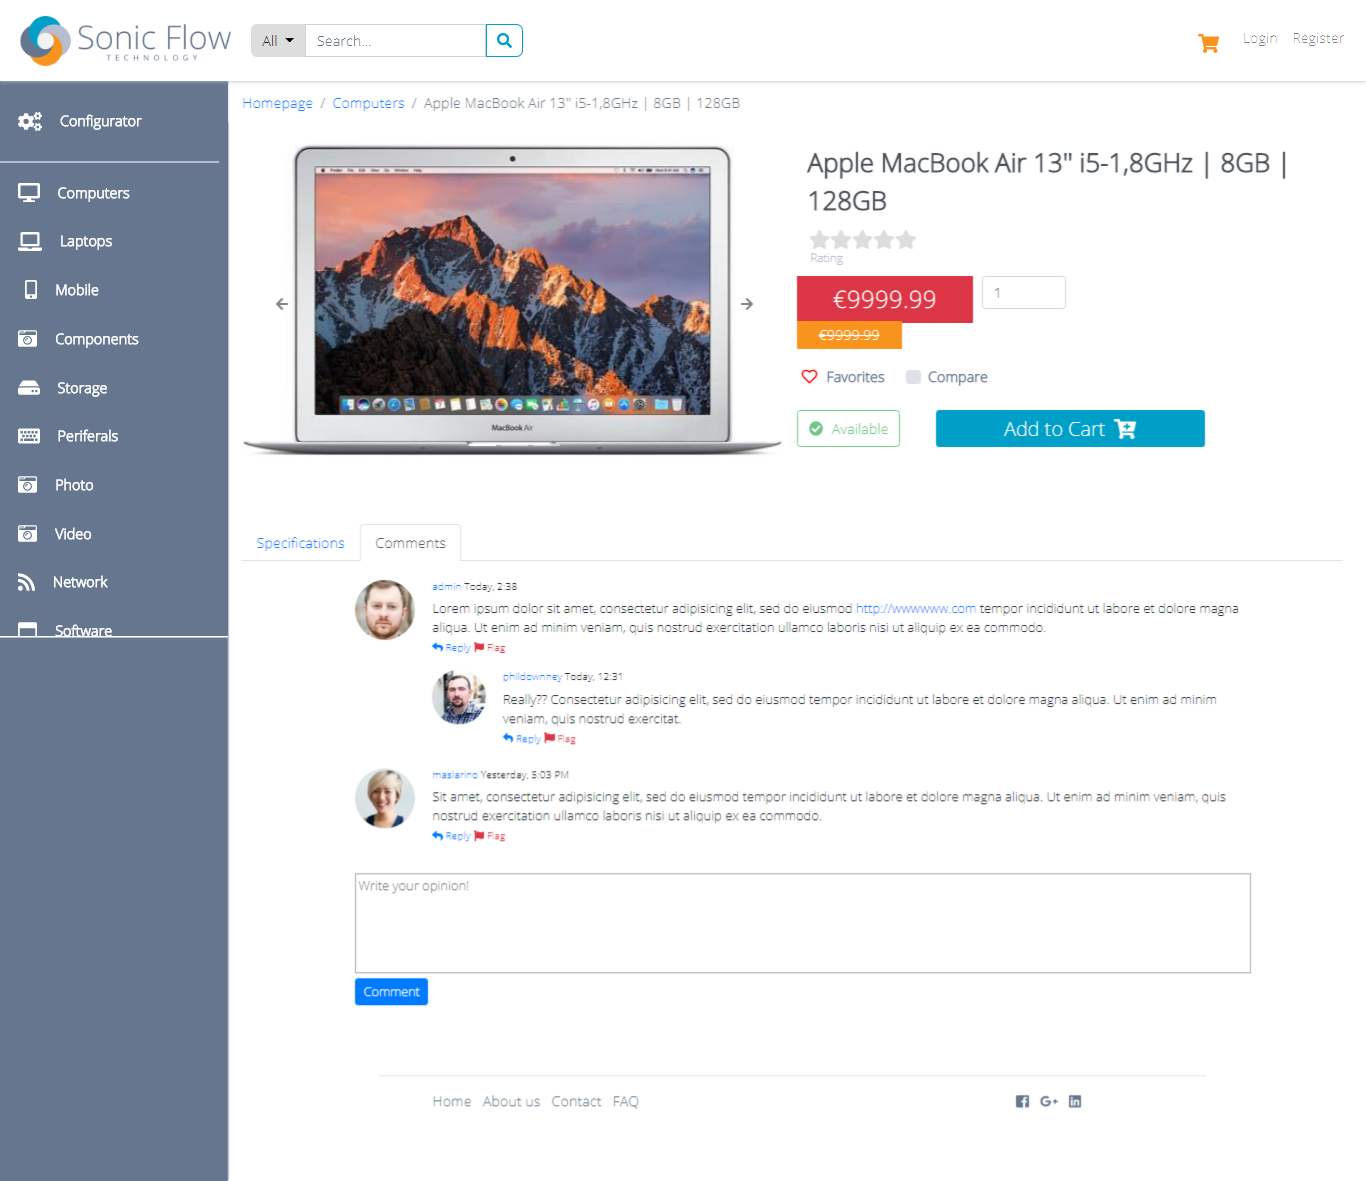 Sonic Flow
TECHNOLOGY
All
Search...
Login
Register
Configurator
Computers
Laptops
Mobile
Components
Storage
Periferals
Photo
Video
Network
Software
Homepage / Computers / Apple MacBook Air 13" i5-1,8GHz | 8GB | 128GB
MacBook Air
Apple MacBook Air 13" i5-1,8GHz | 8GB |
128GB
Rating
€9999.99
1
€9999.99
Favorites
Compare
Available
Add to Cart
Specifications
Comments
admin Today, 2:38
Lorem ipsum dolor sit amet, consectetur adipisicing elit, sed do eiusmod http://wwwwww.com tempor incididunt ut labore et dolore magna
aliqua. Ut enim ad minim veniam, quis nostrud exercitation ullamco laboris nisi ut aliquip ex ea commodo.
Reply Flag
phildownney Today, 12:31
Really?? Consectetur adipisicing elit, sed do eiusmod tempor incididunt ut labore et dolore magna aliqua. Ut enim ad minim
veniam, quis nostrud exercitat.
Reply Flag
maslarino Yesterday, 5:03 PM
Sit amet, consectetur adipisicing elit, sed do eiusmod tempor incididunt ut labore et dolore magna aliqua. Ut enim ad minim veniam, quis
nostrud exercitation ullamco laboris nisi ut aliquip ex ea commodo.
Reply Flag
Write your opinion!
Comment
Home About us Contact FAQ